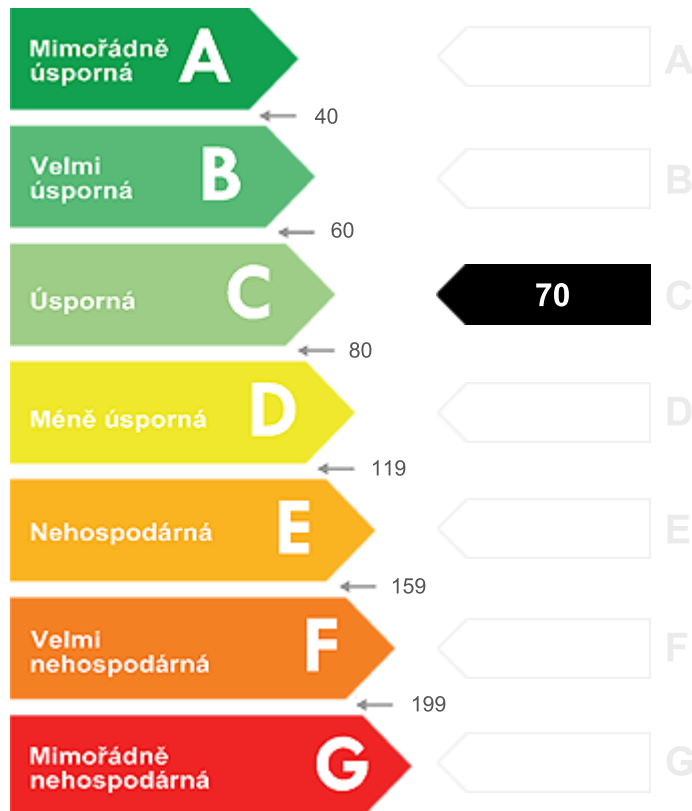 Mimořádně
úsporná
A
A
40
Velmi
úsporná
B
B
60
Úsporná
C
70
C
80
Méně úsporná
D
D
119
Nehospodárná
E
E
159
Velmi
nehospodárná
F
F
199
Mimořádně
nehospodárná
G
G